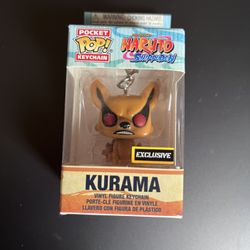 POCKET
POP!
KEYCHAIN
NARUTO
SHIPPUDEN
EXCLUSIVE
KURAMA
VINYL FIGURE KEYCHAIN
PORTE-CLÉ FIGURINE EN VINYLE
LLAVERO CON FIGURA DE PLÁSTICO